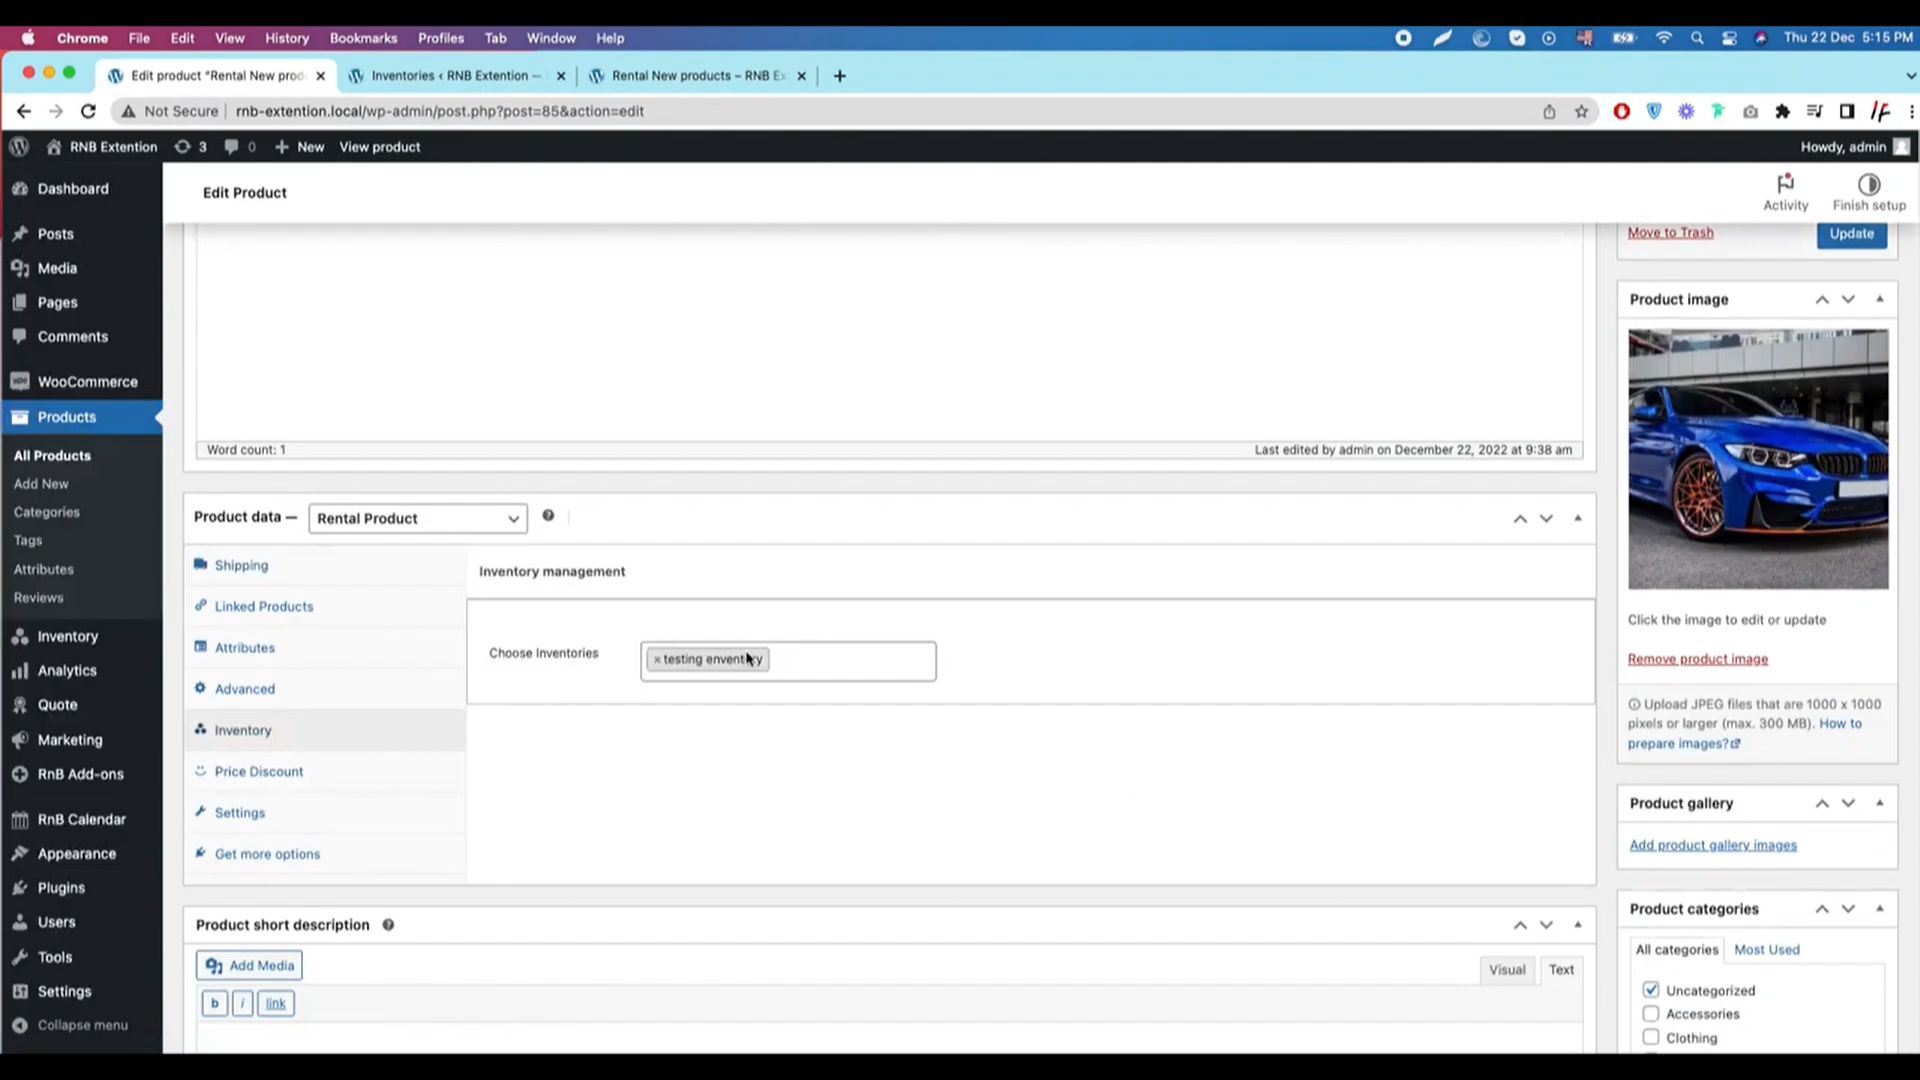 Chrome File Edit View History Bookmarks Profiles Tab Window Help Thu 22 Dec 5:15 PM
Edit product "Rental New prod Inventories ‹ RNB Extention — Rental New products – RNB Ex
Not Secure rnb-extention.local/wp-admin/post.php?post=85&action=edit
RNB Extention 3 0 + New View product Howdy, admin
Dashboard
Posts
Media
Pages
Comments
WooCommerce
Products
All Products
Add New
Categories
Tags
Attributes
Reviews
Inventory
Analytics
Quote
Marketing
RnB Add-ons
RnB Calendar
Appearance
Plugins
Users
Tools
Settings
Collapse menu
Edit Product
Activity
Finish setup
Word count: 1
Last edited by admin on December 22, 2022 at 9:38 am
Product data —
Rental Product
Shipping
Linked Products
Attributes
Advanced
Inventory
Price Discount
Settings
Get more options
Inventory management
Choose Inventories
× testing enventory
Product short description
Add Media
Visual
Text
b
i
link
Move to Trash
Update
Product image
Click the image to edit or update
Remove product image
Upload JPEG files that are 1000 x 1000
pixels or larger (max. 300 MB). How to
prepare images?
Product gallery
Add product gallery images
Product categories
All categories
Most Used
Uncategorized
Accessories
Clothing